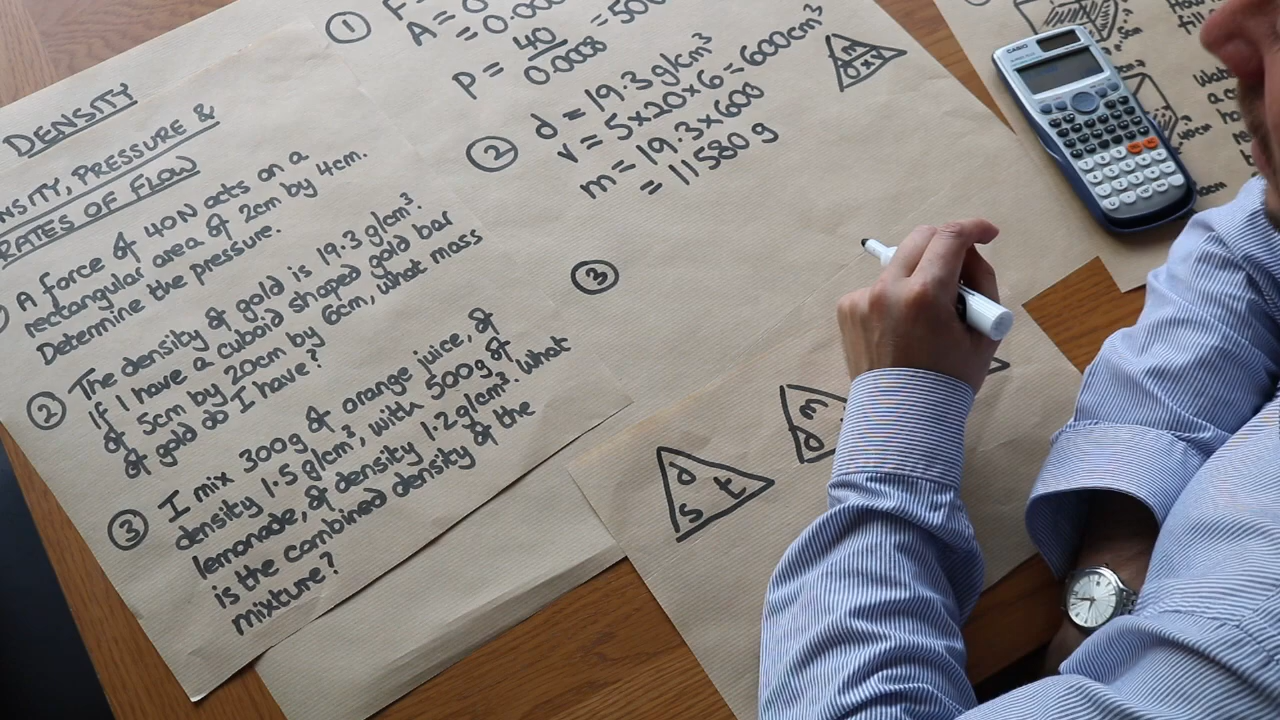 DENSITY
NSITY, PRESSURE &
RATES OF FLOW
A force of 40N acts on a
rectangular area of 2cm by 4cm.
Determine the pressure.
② The density of gold is 19.3 g/cm³.
If I have a cuboid shaped gold bar
of 5cm by 20cm by 6cm, what mass
of gold do I have?
③ I mix 300g of orange juice, of
density 1.5 g/cm³, with 500g of
lemonade, of density 1.2 g/cm³. What
is the combined density of the
mixture?
①
A = 0
= 0.000
P = 40
0.0008
= 500
② d = 19.3 g/cm³
v = 5×20×6 = 600cm³
m = 19.3×600
= 11580 g
m
D×V
③
d
s t
m
d
CASIO